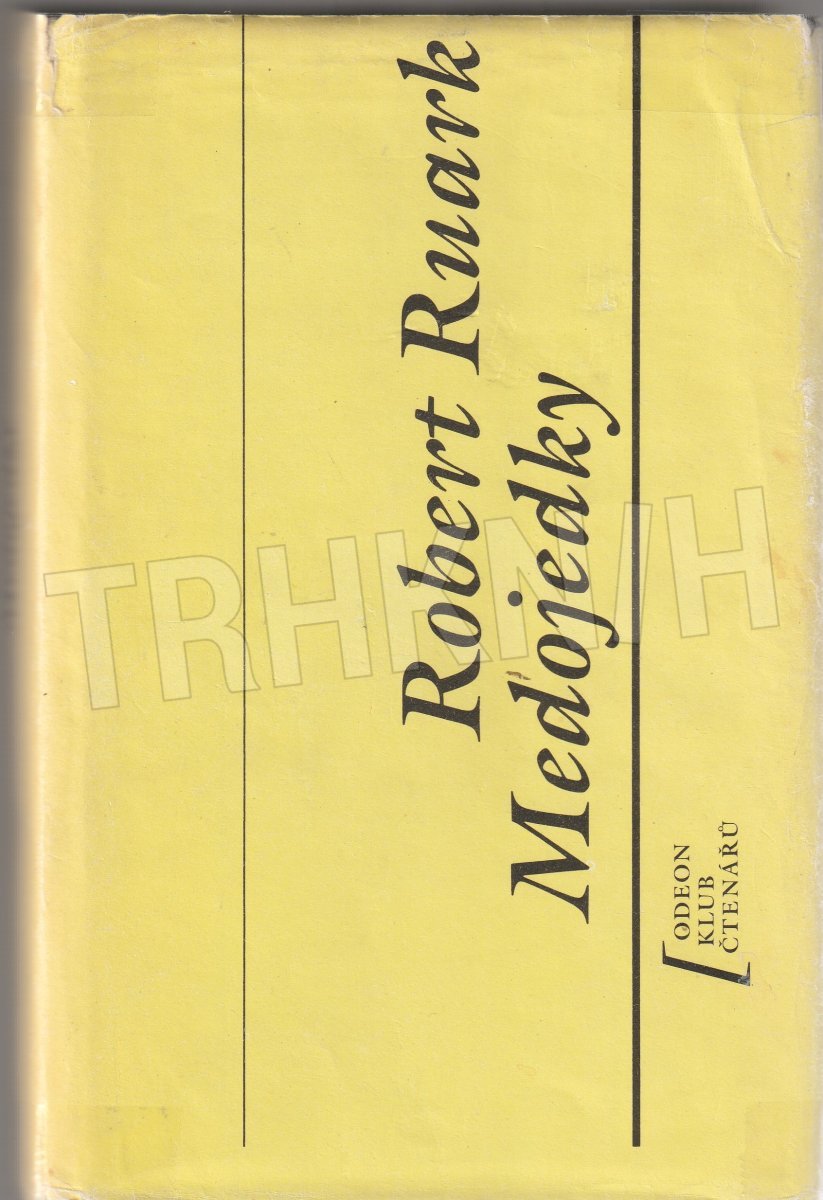 Robert Ruark
Medojedky
ODEON
KLUB
ČTENÁŘŮ
TRHKNIH